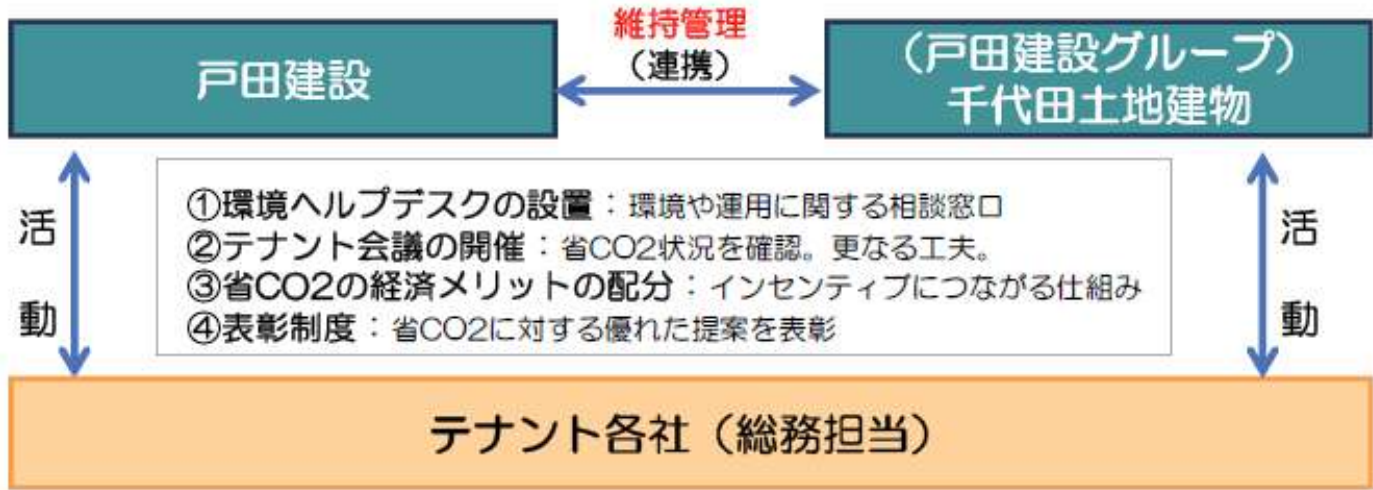 維持管理
(連携)
戸田建設
(戸田建設グループ)
千代田土地建物
活動
①環境ヘルプデスクの設置：環境や運用に関する相談窓口
②テナント会議の開催：省CO2状況を確認。更なる工夫。
③省CO2の経済メリットの配分：インセンティブにつながる仕組み
④表彰制度：省CO2に対する優れた提案を表彰
活動
テナント各社（総務担当）